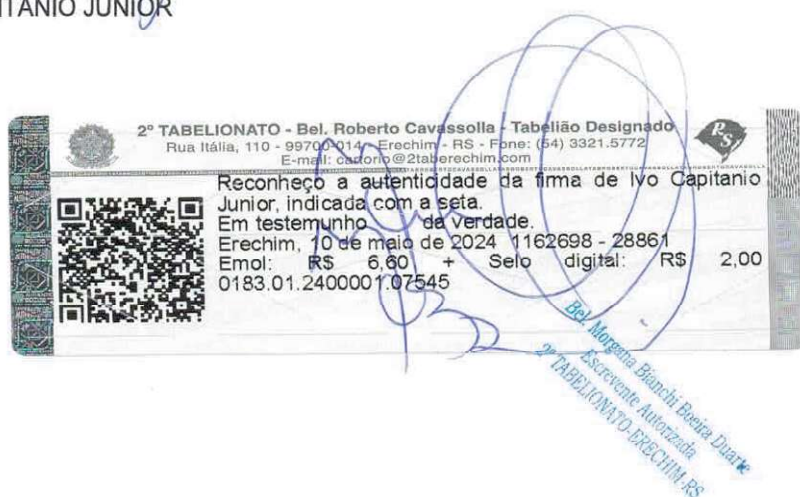 ITANIO JUNIOR
2º TABELIONATO - Bel. Roberto Cavassolla - Tabelião Designado
Rua Itália, 110 - 99700-014 - Erechim - RS - Fone: (54) 3321.5772
E-mail: cartorio@2taberechim.com
Reconheço a autenticidade da firma de Ivo Capitanio
Junior, indicada com a seta.
Em testemunho da verdade.
Erechim, 10 de maio de 2024 1162698 - 28861
Emol: R$ 6,60 + Selo digital: R$ 2,00
0183.01.2400001.07545
Bel. Morgana Bianchi Boeira Duarte
Escrevente Autorizada
2º TABELIONATO-ERECHIM-RS